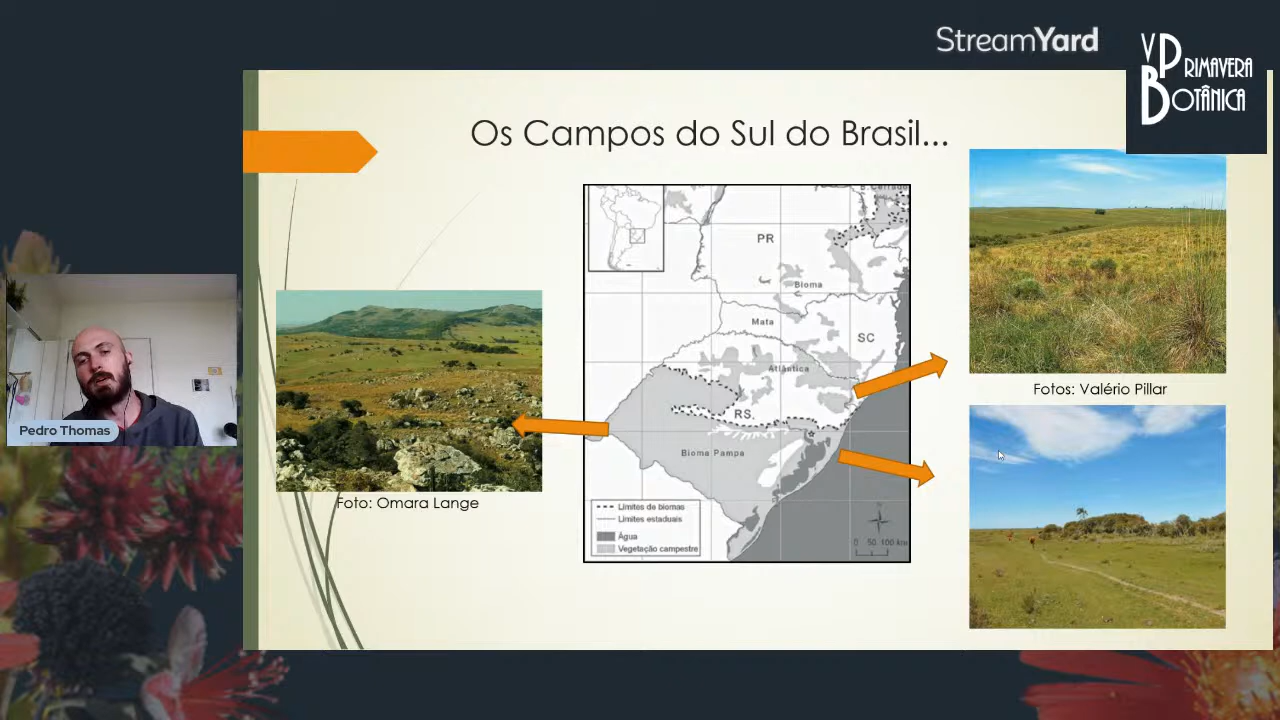 StreamYard
V PRIMAVERA
BOTÂNICA
Os Campos do Sul do Brasil...
B. Cerrado
PR
Bioma
Mata
SC
Atlântica
RS.
Bioma Pampa
Limites de biomas
Limites estaduais
Água
Vegetação campestre
0 50 100 km
Fotos: Valério Pillar
Foto: Omara Lange
Pedro Thomas